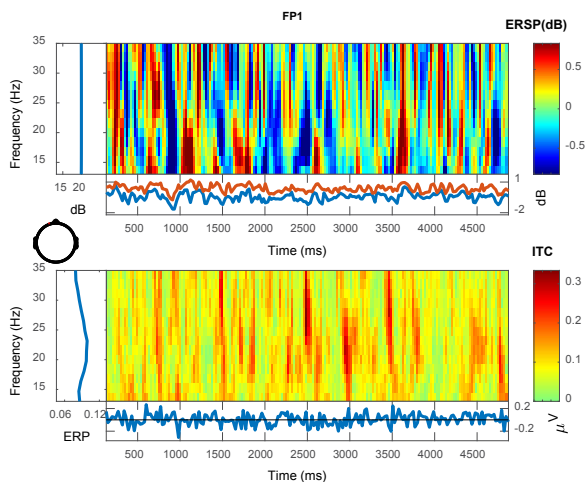 FP1
ERSP(dB)
35
30
25
20
15
Frequency (Hz)
0.5
0
-0.5
15 20
dB
1
-2
dB
500 1000 1500 2000 2500 3000 3500 4000 4500
Time (ms)
ITC
35
30
25
20
15
Frequency (Hz)
0.3
0.2
0.1
0
0.06 0.12
ERP
0.2
-0.2
μ V
500 1000 1500 2000 2500 3000 3500 4000 4500
Time (ms)